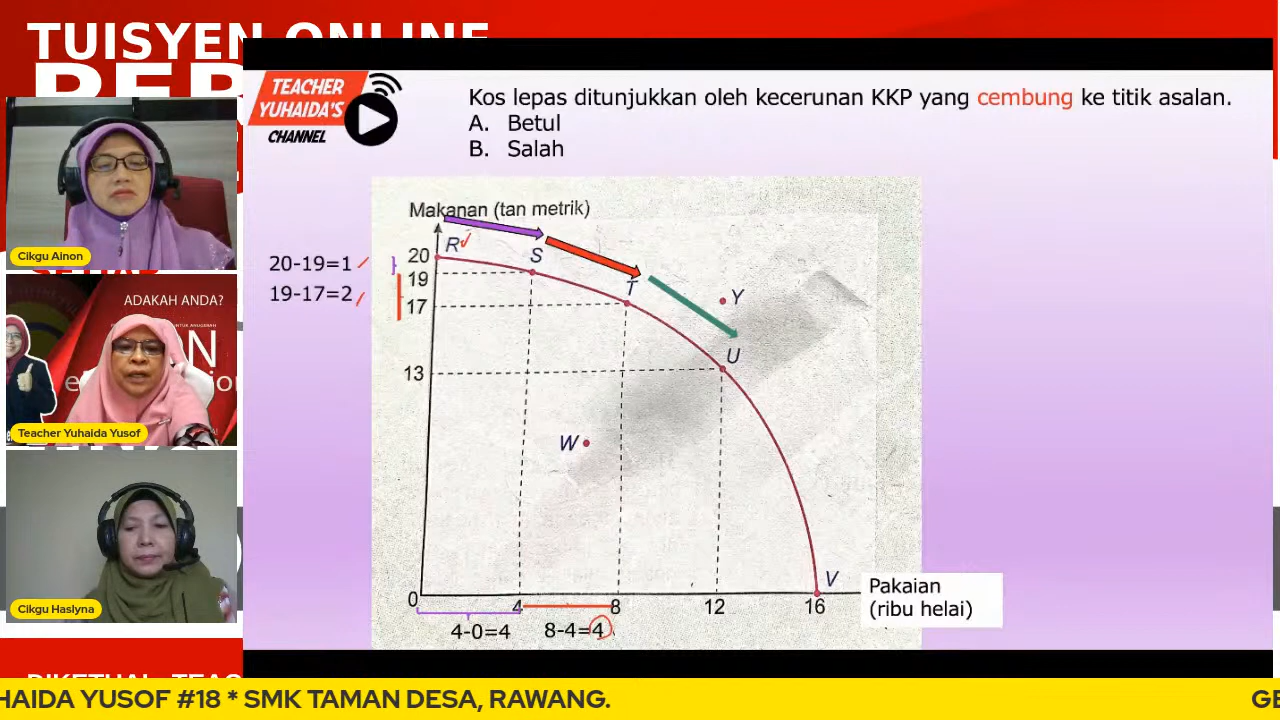 TUISYEN ONLINE
TEACHER
YUHAIDA'S
CHANNEL
Kos lepas ditunjukkan oleh kecerunan KKP yang cembung ke titik asalan.
A. Betul
B. Salah
Cikgu Ainon
ADAKAH ANDA?
Teacher Yuhaida Yusof
Cikgu Haslyna
20-19=1
19-17=2
Makanan (tan metrik)
20
19
17
13
0
R
S
T
Y
U
W
V
4
8
12
16
4-0=4
8-4=4
Pakaian
(ribu helai)
HAIDA YUSOF #18 * SMK TAMAN DESA, RAWANG.
GE